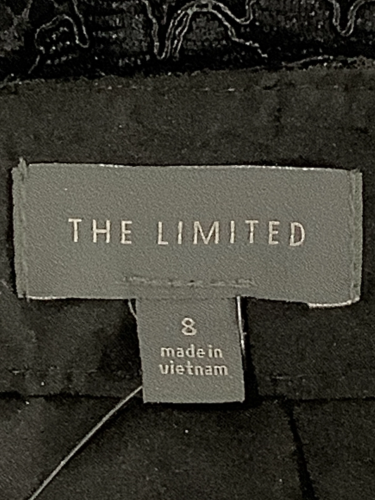 THE LIMITED
8
made in
vietnam